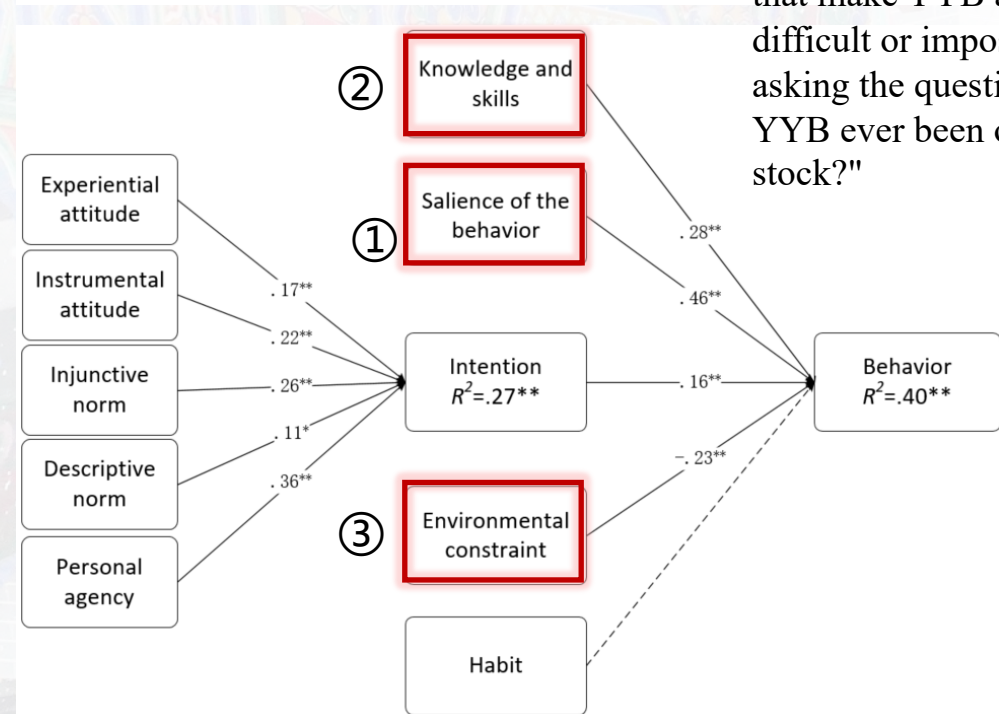 difficult or impo
asking the questi
YYB ever been o
stock?"
②
Knowledge and
skills
①
Salience of the
behavior
Experiential
attitude
Instrumental
attitude
Injunctive
norm
Descriptive
norm
Personal
agency
.17**
.22**
.26**
.11*
.36**
Intention
R²=.27**
.28**
.46**
.16**
-.23**
Behavior
R²=.40**
③
Environmental
constraint
Habit